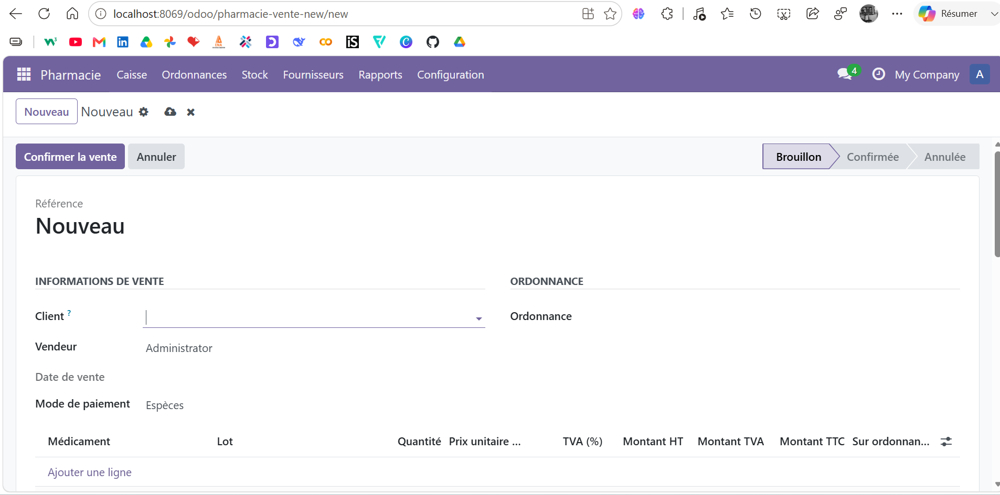 localhost:8069/odoo/pharmacie-vente-new/new
Résumer
Pharmacie Caisse Ordonnances Stock Fournisseurs Rapports Configuration 4 My Company A
Nouveau Nouveau
Confirmer la vente Annuler Brouillon Confirmée Annulée
Référence
Nouveau
INFORMATIONS DE VENTE
ORDONNANCE
Client ?
Ordonnance
Vendeur Administrator
Date de vente
Mode de paiement Espèces
Médicament Lot Quantité Prix unitaire ... TVA (%) Montant HT Montant TVA Montant TTC Sur ordonnan...
Ajouter une ligne